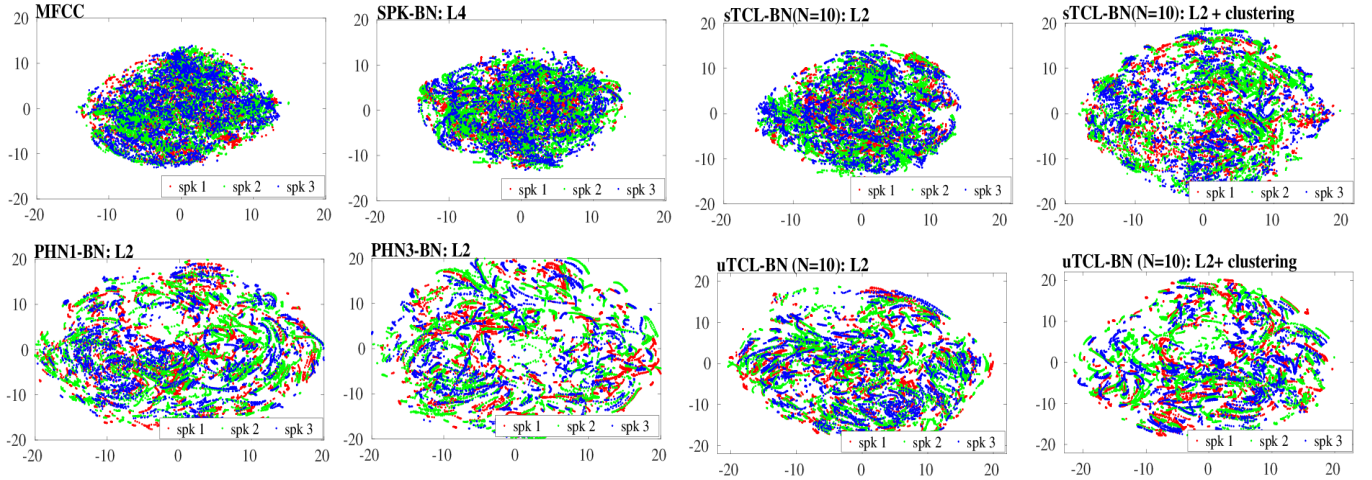 MFCC
20
10
0
-10
-20
spk 1 spk 2 spk 3
-20 -10 0 10 20
SPK-BN: L4
20
10
0
-10
-20
spk 1 spk 2 spk 3
-20 -10 0 10 20
sTCL-BN(N=10): L2
20
10
0
-10
-20
spk 1 spk 2 spk 3
-20 -10 0 10 20
sTCL-BN(N=10): L2 + clustering
20
10
0
-10
-20
spk 1 spk 2 spk 3
-20 -10 0 10 20
PHN1-BN: L2
20
10
0
-10
-20
spk 1 spk 2 spk 3
-20 -10 0 10 20
PHN3-BN: L2
20
10
0
-10
-20
spk 1 spk 2 spk 3
-20 -10 0 10 20
uTCL-BN (N=10): L2
20
10
0
-10
-20
spk 1 spk 2 spk 3
-20 -10 0 10 20
uTCL-BN (N=10): L2+ clustering
20
10
0
-10
-20
spk 1 spk 2 spk 3
-20 -10 0 10 20